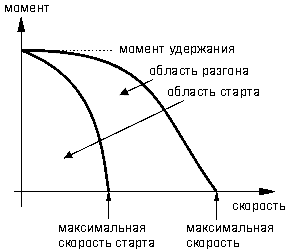 момент
момент удержания
область разгона
область старта
скорость
максимальная
скорость старта
максимальная
скорость